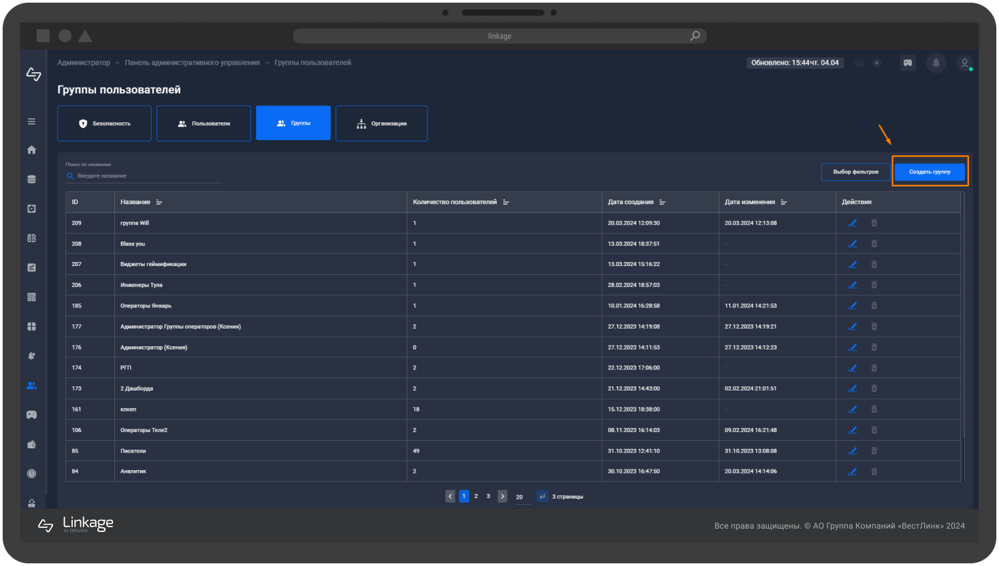 linkage
Администратор – Панель административного управления – Группы пользователей
Обновлено: 15:44чт. 04.04
Группы пользователей
Безопасность
Пользователи
Группы
Организации
Поиск по названию
Введите название
Выбор фильтров
Создать группу
ID Название Количество пользователей Дата создания Дата изменения Действия
209 группа Will 1 20.03.2024 12:09:30 20.03.2024 12:13:08
208 Blass you 1 13.03.2024 18:37:51 -
207 Виджеты геймификации 1 13.03.2024 15:16:22 -
206 Инженеры Тула 1 28.02.2024 18:57:03 -
185 Операторы Январь 1 10.01.2024 16:28:58 11.01.2024 14:21:53
177 Администратор Группы операторов (Ксения) 2 27.12.2023 14:19:08 27.12.2023 14:19:21
176 Администратор (Ксения) 0 27.12.2023 14:11:53 27.12.2023 14:12:23
174 РГП 2 22.12.2023 17:06:00 -
173 2 Дашборда 2 21.12.2023 14:43:00 02.02.2024 21:01:51
161 кпкеп 18 15.12.2023 18:38:00 -
106 Операторы Теле2 2 08.11.2023 16:14:03 09.02.2024 16:21:48
85 Писатели 49 31.10.2023 12:41:10 31.10.2023 13:08:08
84 Аналитик 2 30.10.2023 16:47:50 20.03.2024 14:14:06
1 2 3 20 3 страницы
Linkage
AI DRIVEN
Все права защищены. © АО Группа Компаний «ВестЛинк» 2024